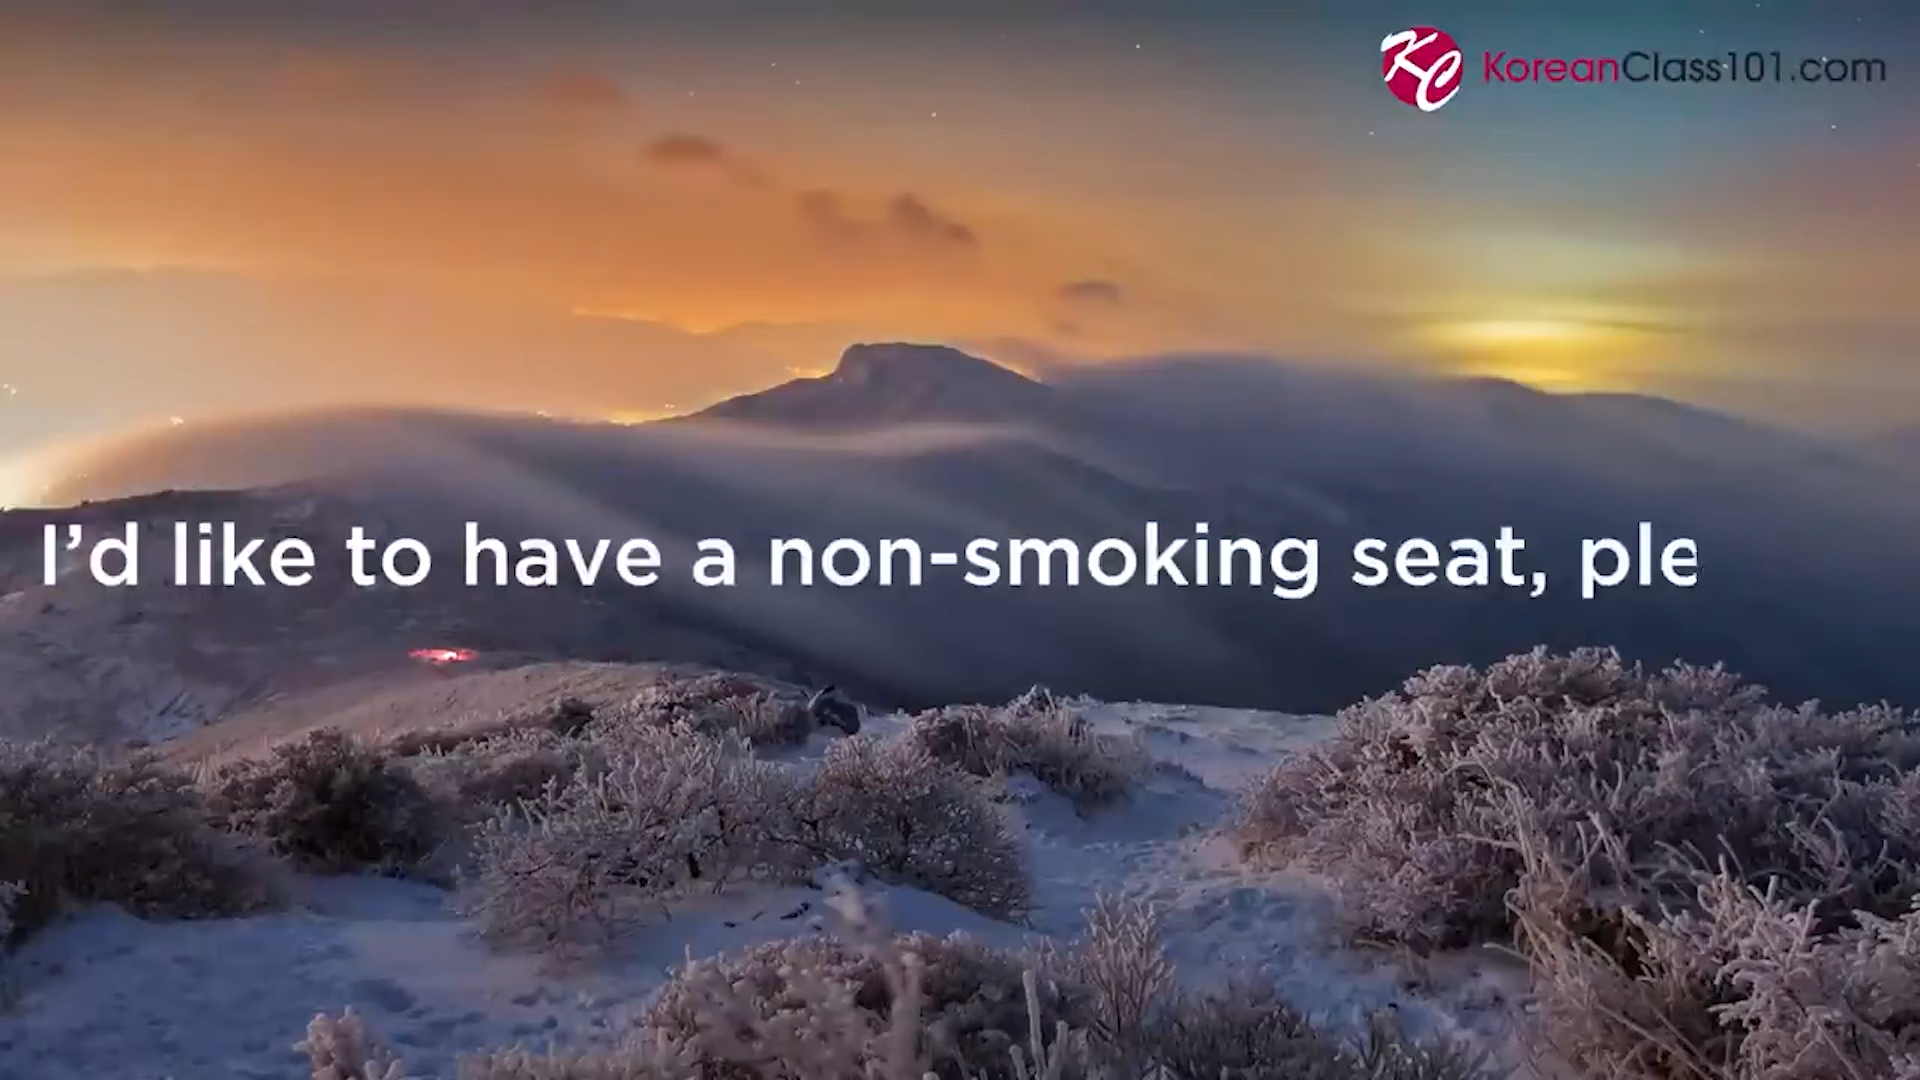 KoreanClass101.com
I’d like to have a non-smoking seat, ple